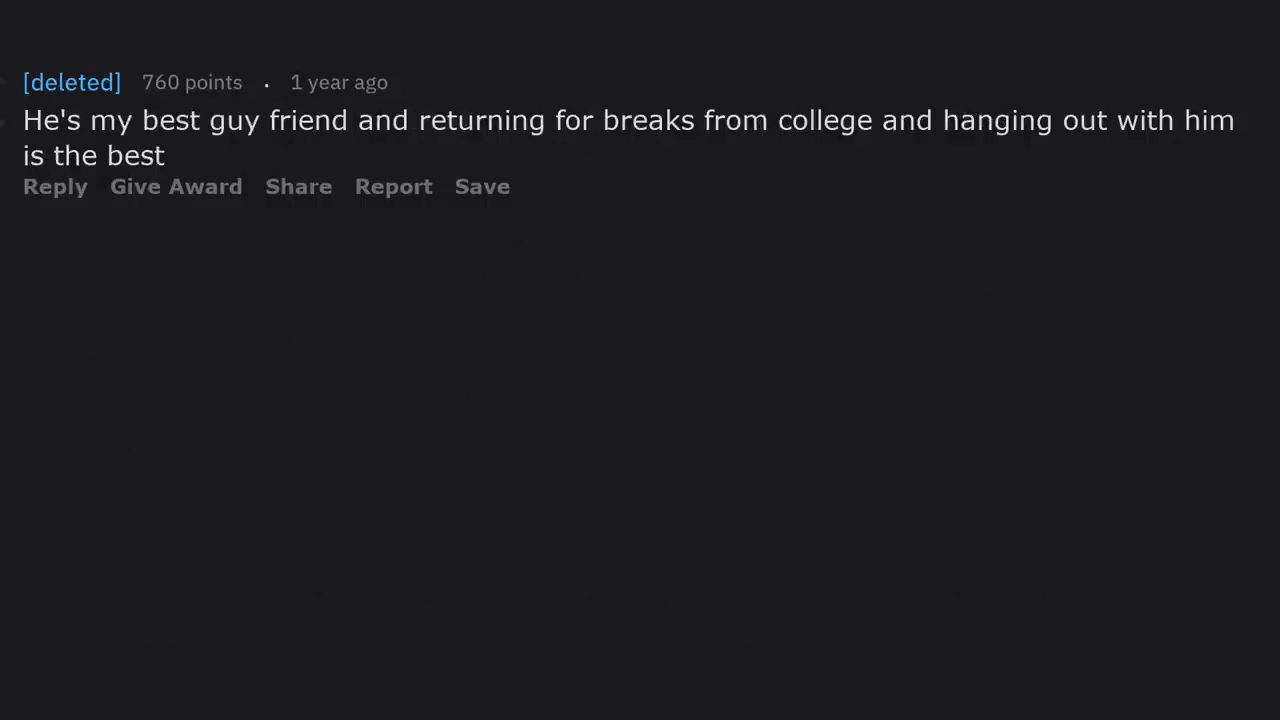 [deleted] 760 points . 1 year ago
He's my best guy friend and returning for breaks from college and hanging out with him
is the best
Reply Give Award Share Report Save